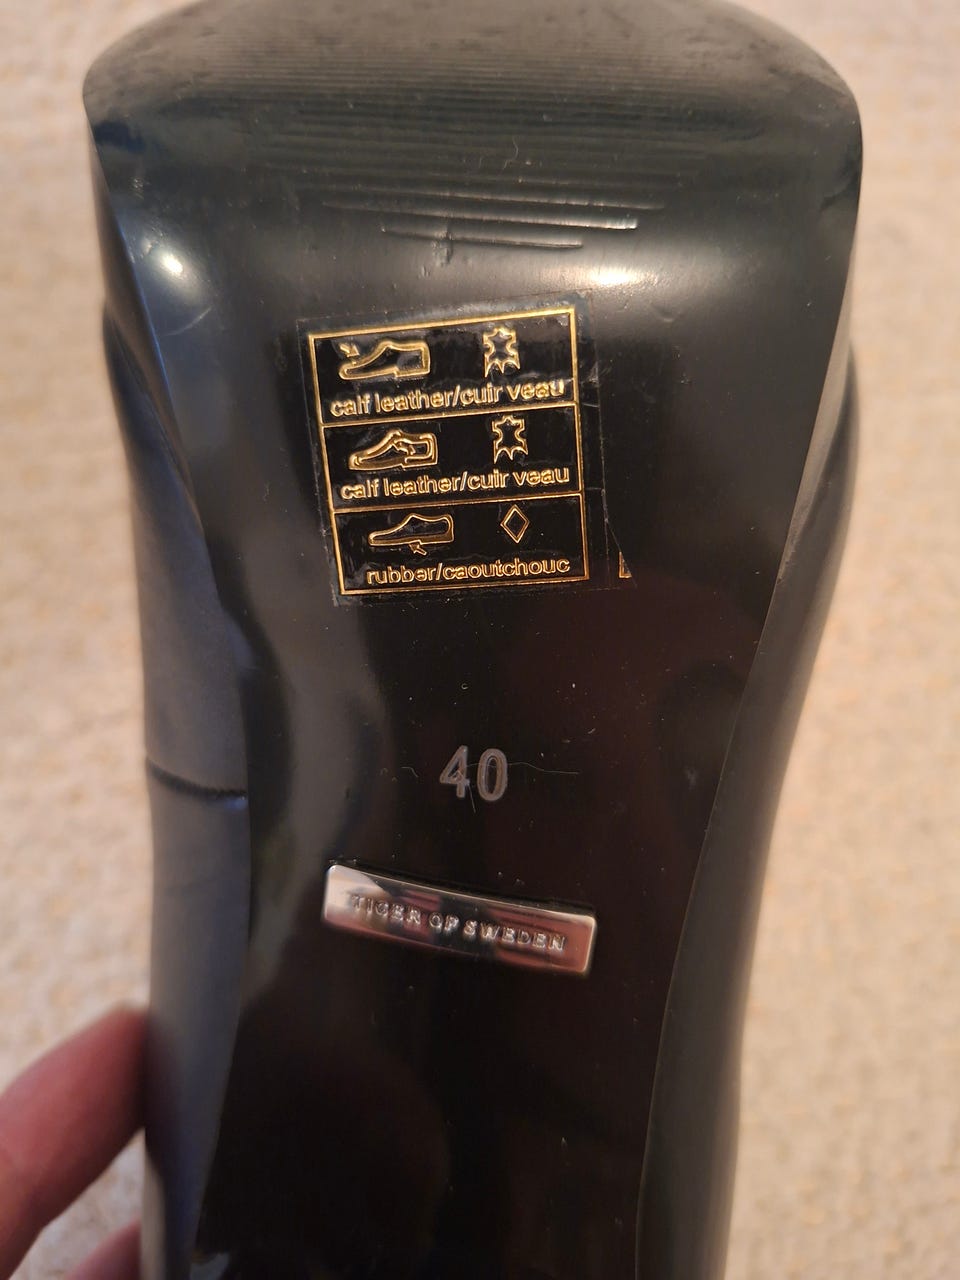 calf leather/cuir veau
calf leather/cuir veau
rubber/caoutchouc
40
TIGER OF SWEDEN